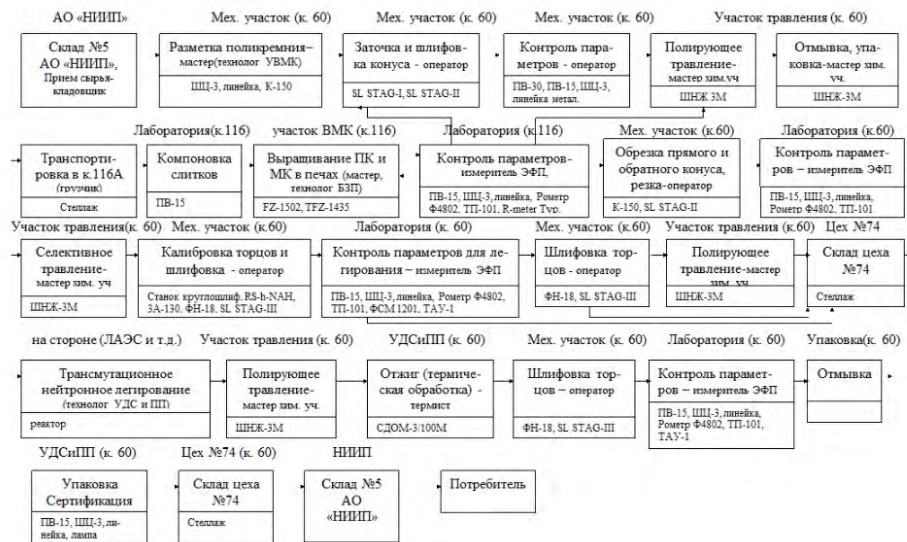 АО «НИИП» Мех. участок (к. 60) Мех. участок (к. 60) Мех. участок (к. 60) Участок травления (к. 60)
Склад №5
АО «НИИП»,
Прием сырья-
кладовщик
Разметка поликремния–
мастер(технолог УВМК)
ШЦ-3, линейка, К-150
Заточка и шлифов-
ка конуса - оператор
SL STAG-I, SL STAG-II
Контроль пара-
метров - оператор
ПВ-30, ПВ-15, ШЦ-3,
линейка метал.
Полирующее
травление-
мастер хим.уч
ШНЖ 3М
Отмывка, упа-
ковка-мастер хим.
уч.
ШНЖ-3М
Лаборатория(к.116) участок ВМК (к.116) Лаборатория (к.116) Мех. участок (к.60) Лаборатория (к.60)
Транспорти-
ровка в к.116А
(грузчик)
Стеллаж
Компоновка
слитков
ПВ-15
Выращивание ПК и
МК в печах (мастер,
технолог БЗП)
FZ-1502, TFZ-1435
Контроль параметров-
измеритель ЭФП,
ПВ-15, ШЦ-3, линейка, Рометр
Ф4802, ТП-101, R-meter Typ.
Обрезка прямого и
обратного конуса,
резка-оператор
К-150, SL STAG-II
Контроль парамет-
ров – измеритель ЭФП
ПВ-15, ШЦ-3, линейка,
Рометр Ф4802, ТП-101
Участок травления(к. 60) Мех. участок (к. 60) Лаборатория (к. 60) Мех. участок (к. 60) Участок травления(к.60) Цех №74
Селективное
травление-
мастер хим. уч
ШНЖ-3М
Калибровка торцов и
шлифовка - оператор
Станок круглошлиф. RS-h-NAH,
3А-130, ФН-18, SL STAG-III
Контроль параметров для ле-
гирования – измеритель ЭФП
ПВ-15, ШЦ-3, линейка, Рометр Ф4802,
ТП-101, ФСМ 1201, ТАУ-1
Шлифовка тор-
цов - оператор
ФН-18, SL STAG-III
Полирующее
травление-мастер
хим. уч
ШНЖ-3М
Склад цеха
№74
Стеллаж
на стороне (ЛАЭС и т.д.) Участок травления (к. 60) УДСиПП (к. 60) Мех. участок (к. 60) Лаборатория (к. 60) Упаковка(к. 60)
Трансмутационное
нейтронное легирование
(технолог УДС и ПП)
реактор
Полирующее
травление-
мастер хим. уч.
ШНЖ-3М
Отжиг (термиче-
ская обработка) -
термист
СДОМ-3/100М
Шлифовка тор-
цов – оператор
ФН-18, SL STAG-III
Контроль парамет-
ров – измеритель ЭФП
ПВ-15, ШЦ-3, линейка,
Рометр Ф4802, ТП-101,
ТАУ-1
Отмывка
УДСиПП (к. 60) Цех №74 (к. 60) НИИП
Упаковка
Сертификация
ПВ-15, ШЦ-3, ли-
нейка, лампа
Склад цеха
№74
Стеллаж
Склад №5
АО
«НИИП»
Потребитель